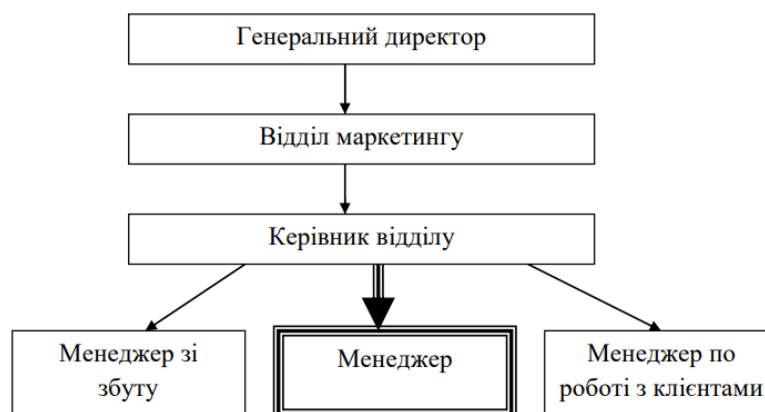 Генеральний директор
Відділ маркетингу
Керівник відділу
Менеджер зі
збуту
Менеджер
Менеджер по
роботі з клієнтами